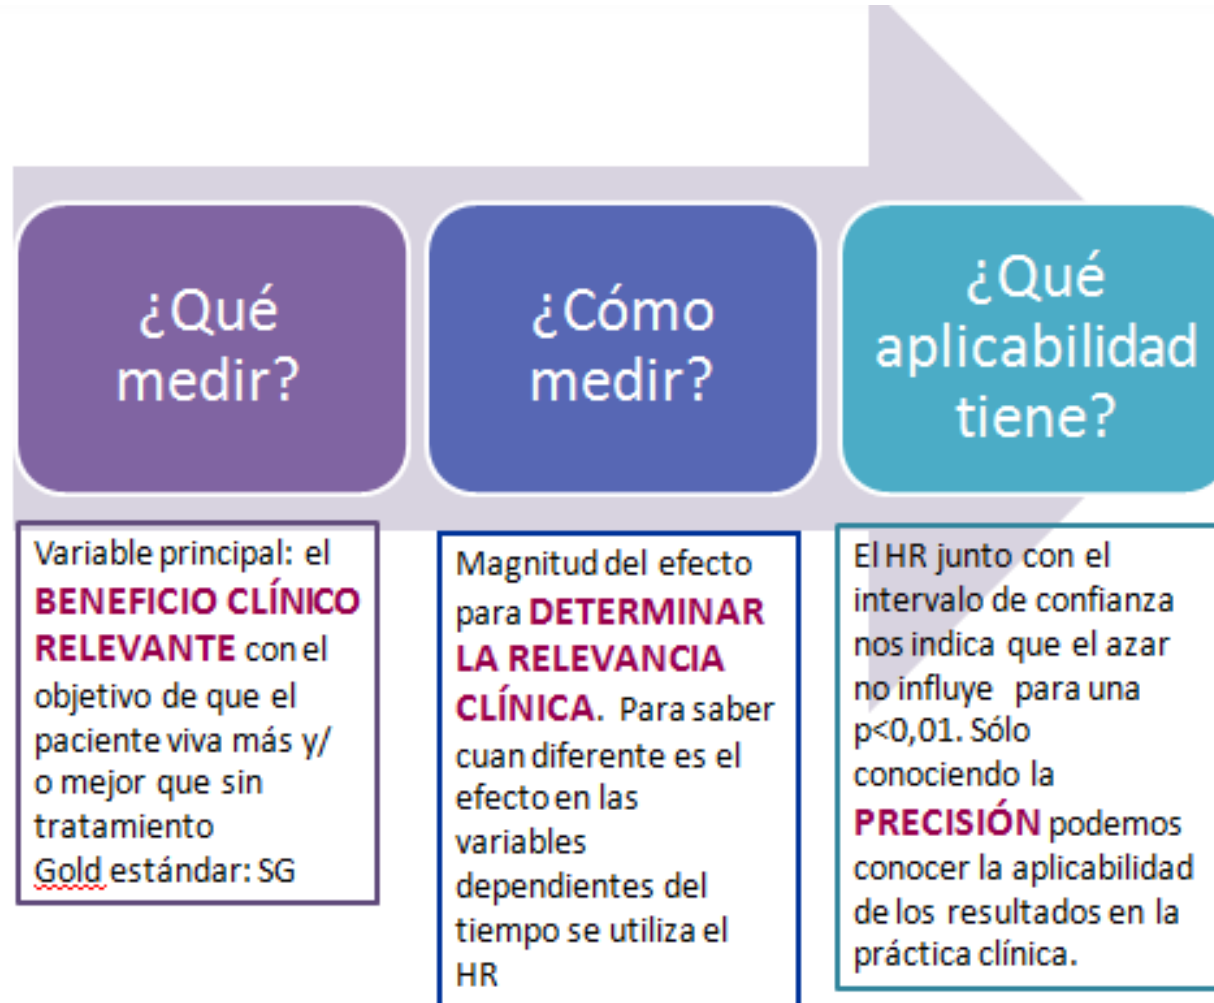 ¿Qué
medir?
Variable principal: el
BENEFICIO CLÍNICO
RELEVANTE con el
objetivo de que el
paciente viva más y/
o mejor que sin
tratamiento
Gold estándar: SG
¿Cómo
medir?
Magnitud del efecto
para DETERMINAR
LA RELEVANCIA
CLÍNICA. Para saber
cuan diferente es el
efecto en las
variables
dependientes del
tiempo se utiliza el
HR
¿Qué
aplicabilidad
tiene?
El HR junto con el
intervalo de confianza
nos indica que el azar
no influye para una
p<0,01. Sólo
conociendo la
PRECISIÓN podemos
conocer la aplicabilidad
de los resultados en la
práctica clínica.